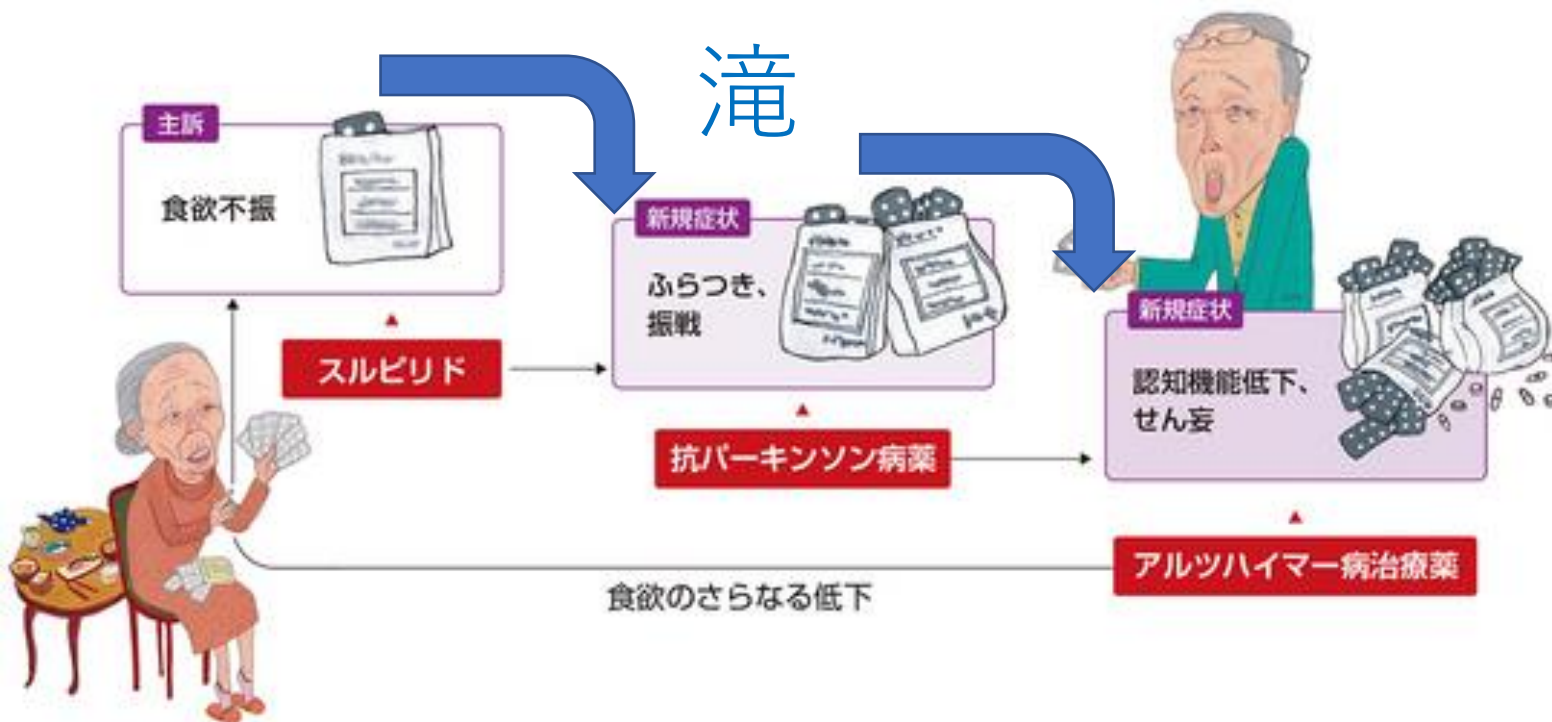 滝
主訴
食欲不振
新規症状
ふらつき、
振戦
新規症状
認知機能低下、
せん妄
スルピリド
抗パーキンソン病薬
アルツハイマー病治療薬
食欲のさらなる低下